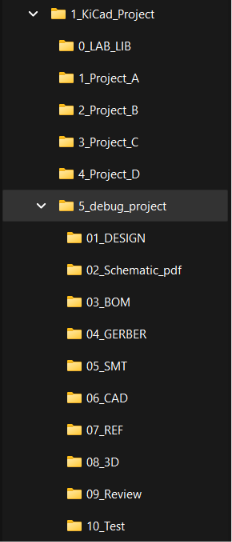 1_KiCad_Project
0_LAB_LIB
1_Project_A
2_Project_B
3_Project_C
4_Project_D
5_debug_project
01_DESIGN
02_Schematic_pdf
03_BOM
04_GERBER
05_SMT
06_CAD
07_REF
08_3D
09_Review
10_Test